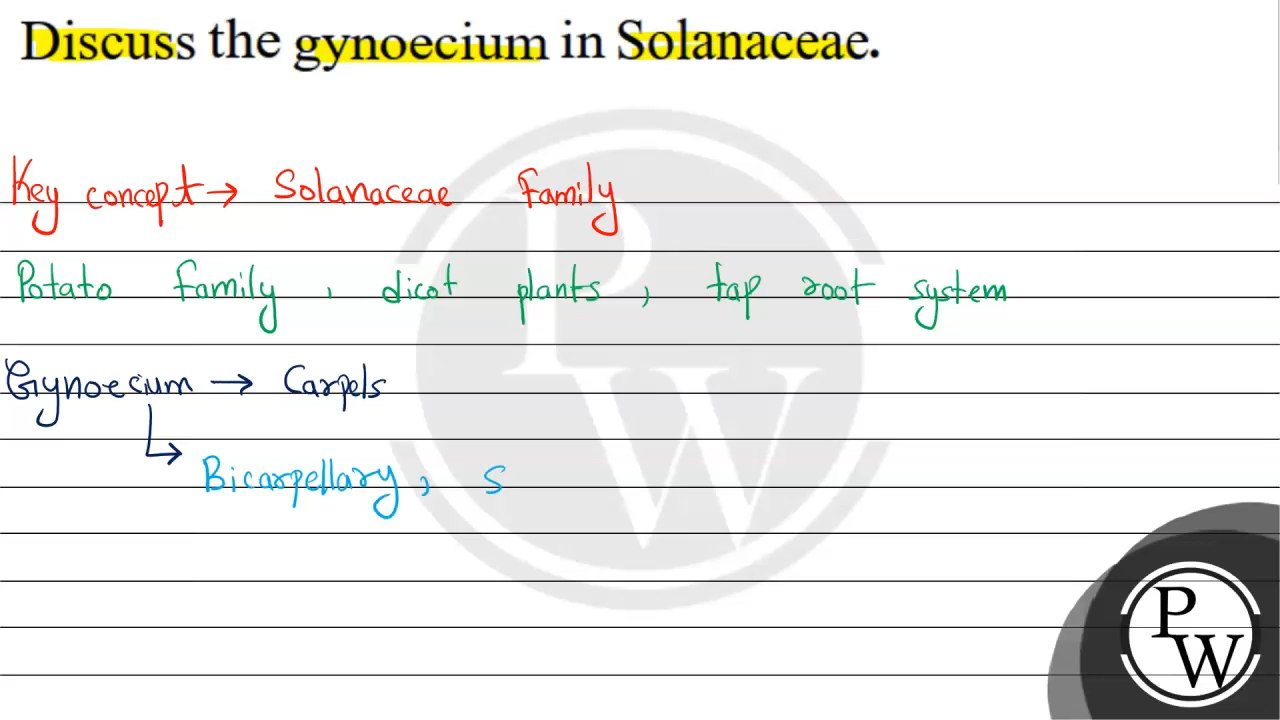 Discuss the gynoecium in Solanaceae.
Key concept → Solanaceae Family
Potato family, dicot plants, tap root system
Gynoecium → Carpels
Bicarpellary, S
P
W
P
W